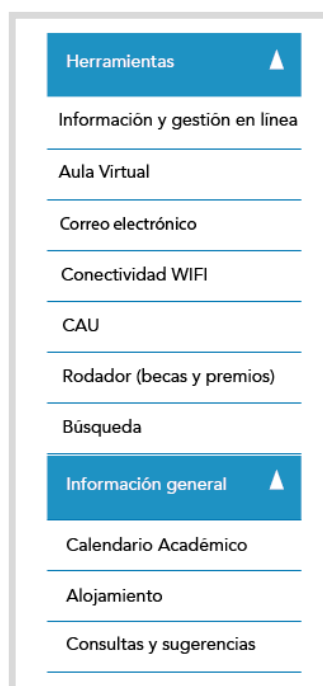 Herramientas
Información y gestión en línea
Aula Virtual
Correo electrónico
Conectividad WIFI
CAU
Rodador (becas y premios)
Búsqueda
Información general
Calendario Académico
Alojamiento
Consultas y sugerencias